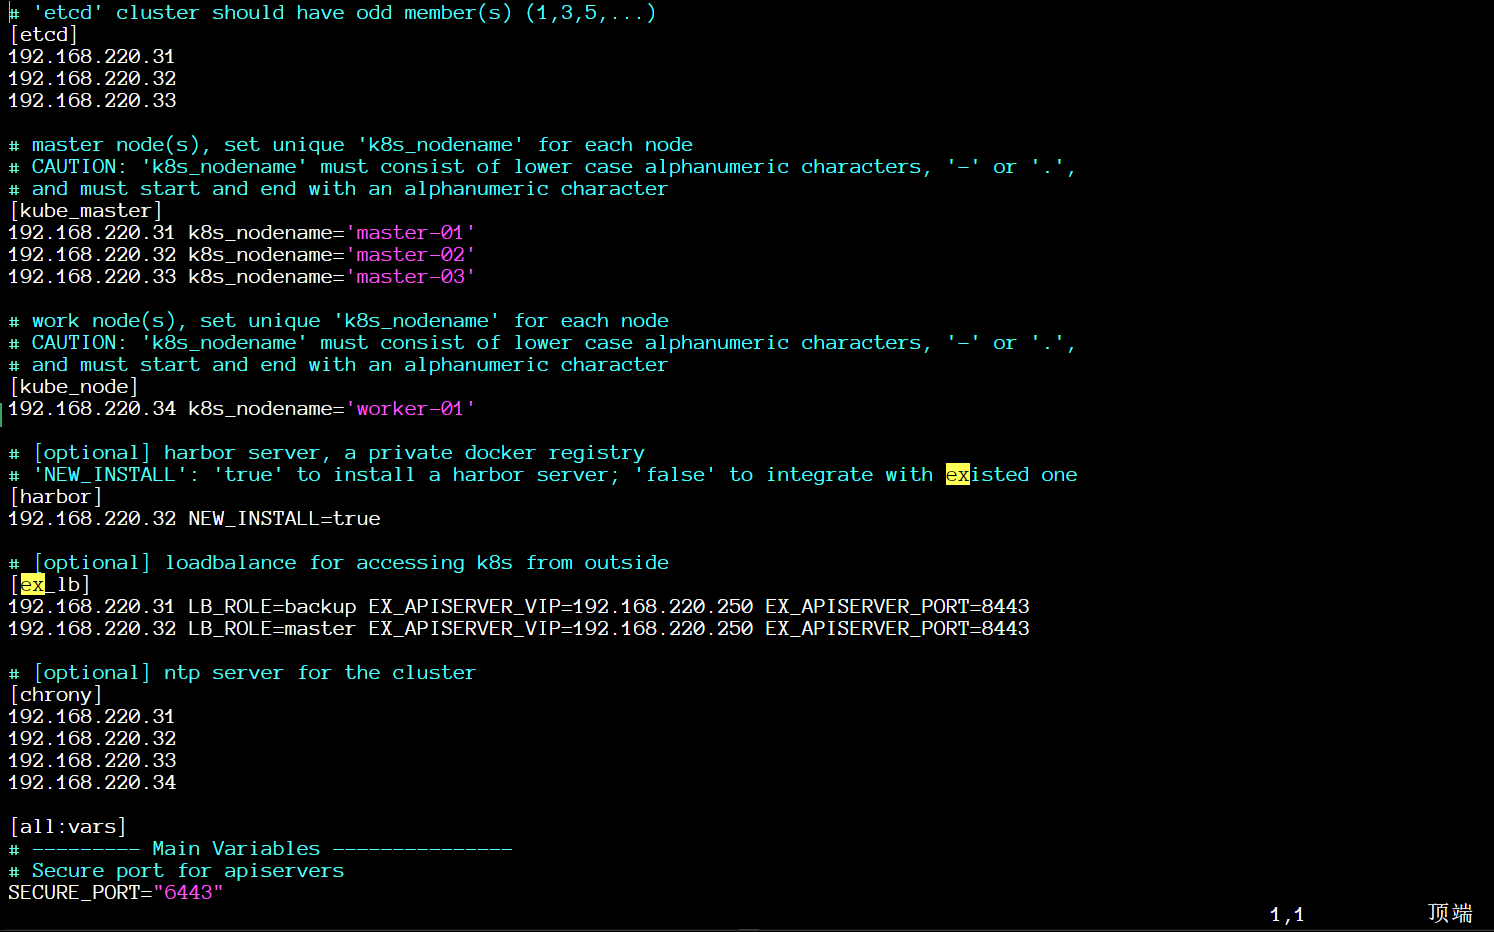 # 'etcd' cluster should have odd member(s) (1,3,5,...)
[etcd]
192.168.220.31
192.168.220.32
192.168.220.33
# master node(s), set unique 'k8s_nodename' for each node
# CAUTION: 'k8s_nodename' must consist of lower case alphanumeric characters, '-' or '.',
# and must start and end with an alphanumeric character
[kube_master]
192.168.220.31 k8s_nodename='master-01'
192.168.220.32 k8s_nodename='master-02'
192.168.220.33 k8s_nodename='master-03'
# work node(s), set unique 'k8s_nodename' for each node
# CAUTION: 'k8s_nodename' must consist of lower case alphanumeric characters, '-' or '.',
# and must start and end with an alphanumeric character
[kube_node]
192.168.220.34 k8s_nodename='worker-01'
# [optional] harbor server, a private docker registry
# 'NEW_INSTALL': 'true' to install a harbor server; 'false' to integrate with existed one
[harbor]
192.168.220.32 NEW_INSTALL=true
# [optional] loadbalance for accessing k8s from outside
[ex_lb]
192.168.220.31 LB_ROLE=backup EX_APISERVER_VIP=192.168.220.250 EX_APISERVER_PORT=8443
192.168.220.32 LB_ROLE=master EX_APISERVER_VIP=192.168.220.250 EX_APISERVER_PORT=8443
# [optional] ntp server for the cluster
[chrony]
192.168.220.31
192.168.220.32
192.168.220.33
192.168.220.34
[all:vars]
# --------- Main Variables ---------------
# Secure port for apiservers
SECURE_PORT="6443"
1,1 顶端